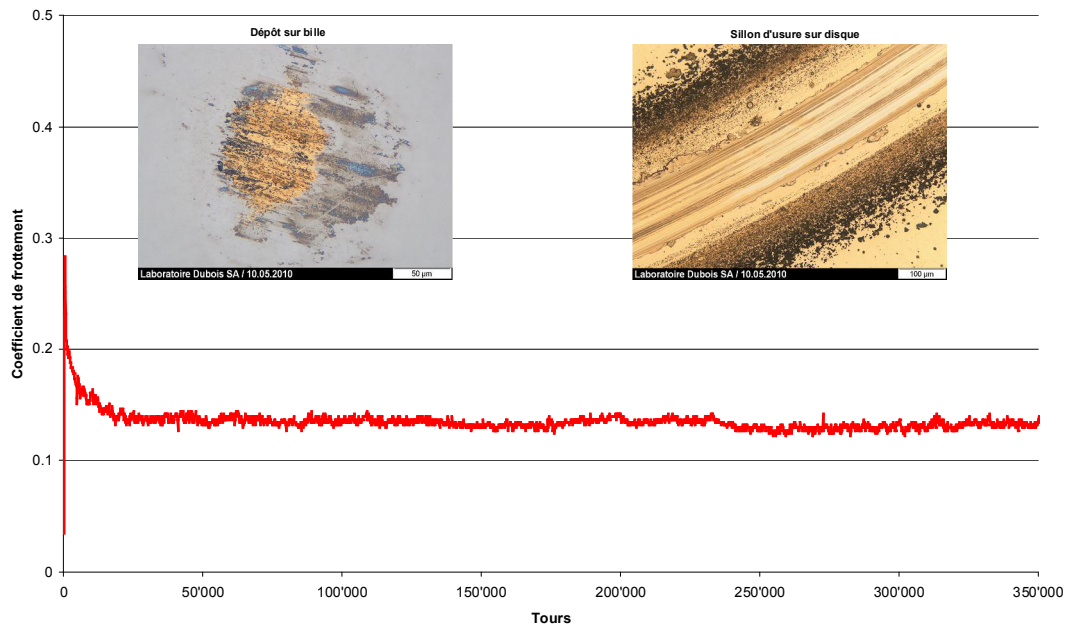 0.5
Dépôt sur bille
Sillon d'usure sur disque
0.4
0.3
Laboratoire Dubois SA / 10.05.2010
50 µm
Laboratoire Dubois SA / 10.05.2010
100 µm
Coefficient de frottement
0.2
0.1
0
0 50'000 100'000 150'000 200'000 250'000 300'000 350'000
Tours